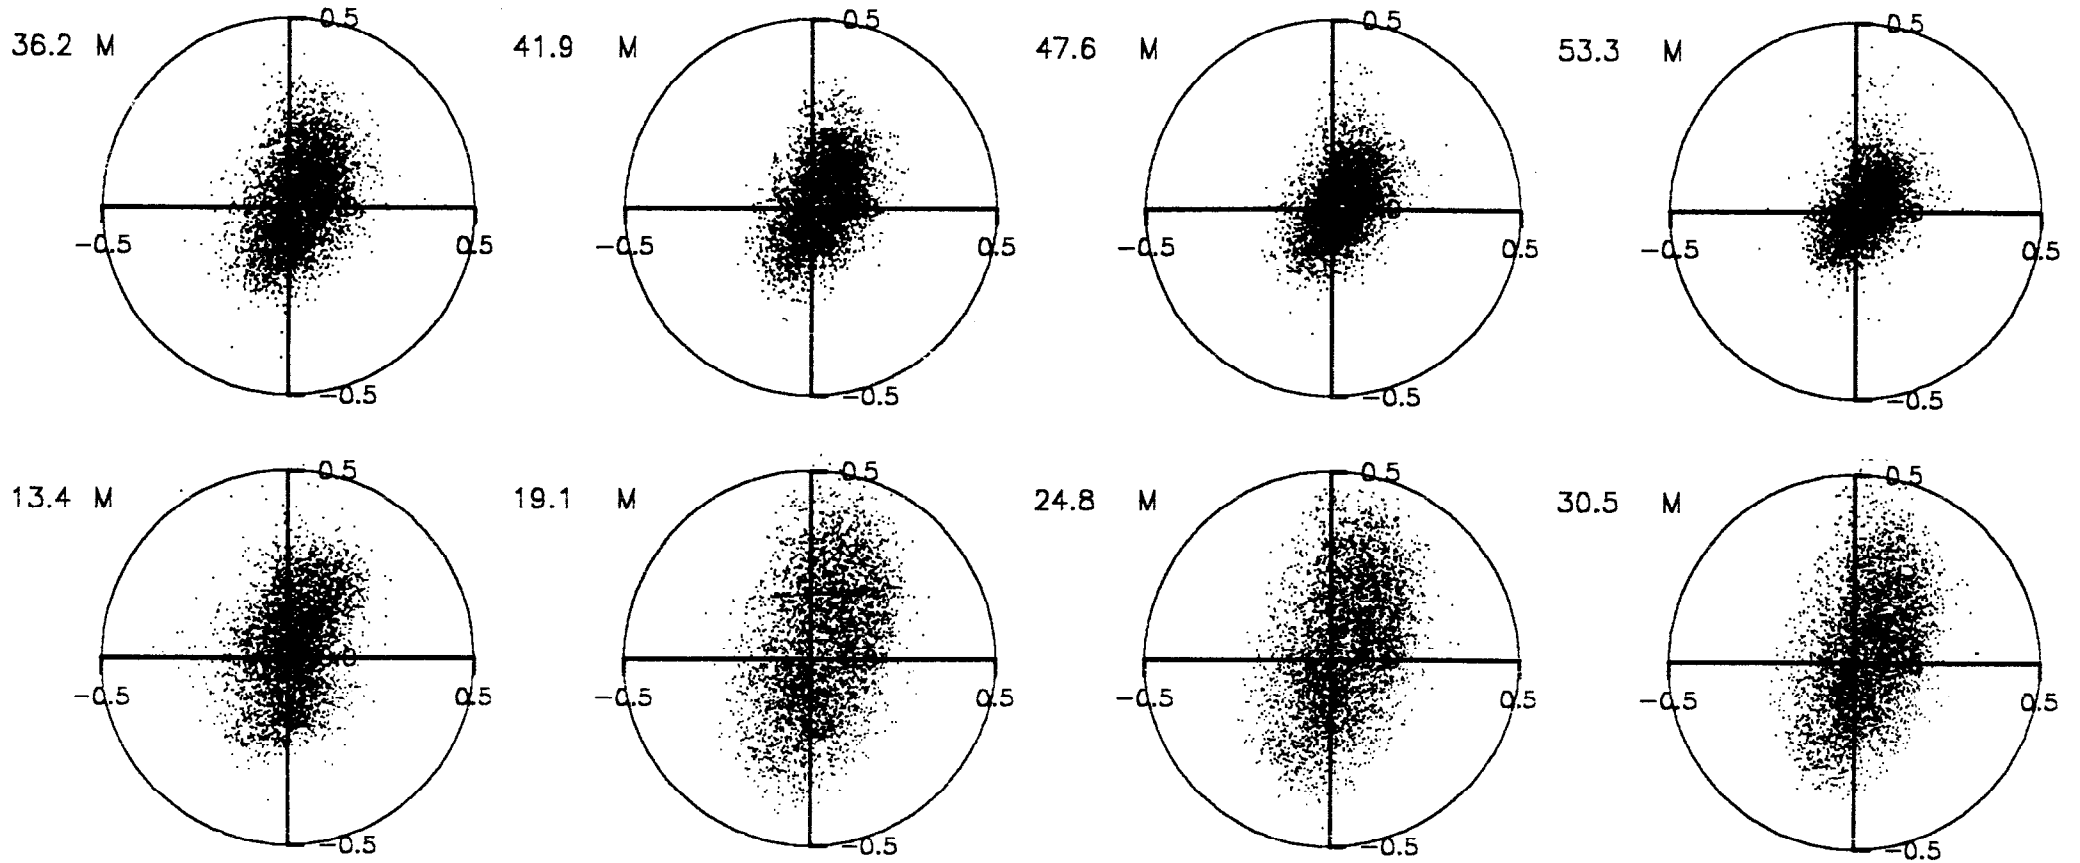 36.2 M 0.5 -0.5 0.5 -0.5
41.9 M 0.5 -0.5 0.5 -0.5
47.6 M 0.5 -0.5 0.5 -0.5
53.3 M 0.5 -0.5 0.5 -0.5
13.4 M 0.5 -0.5 0.5 -0.5
19.1 M 0.5 -0.5 0.5 -0.5
24.8 M 0.5 -0.5 0.5 -0.5
30.5 M 0.5 -0.5 0.5 -0.5